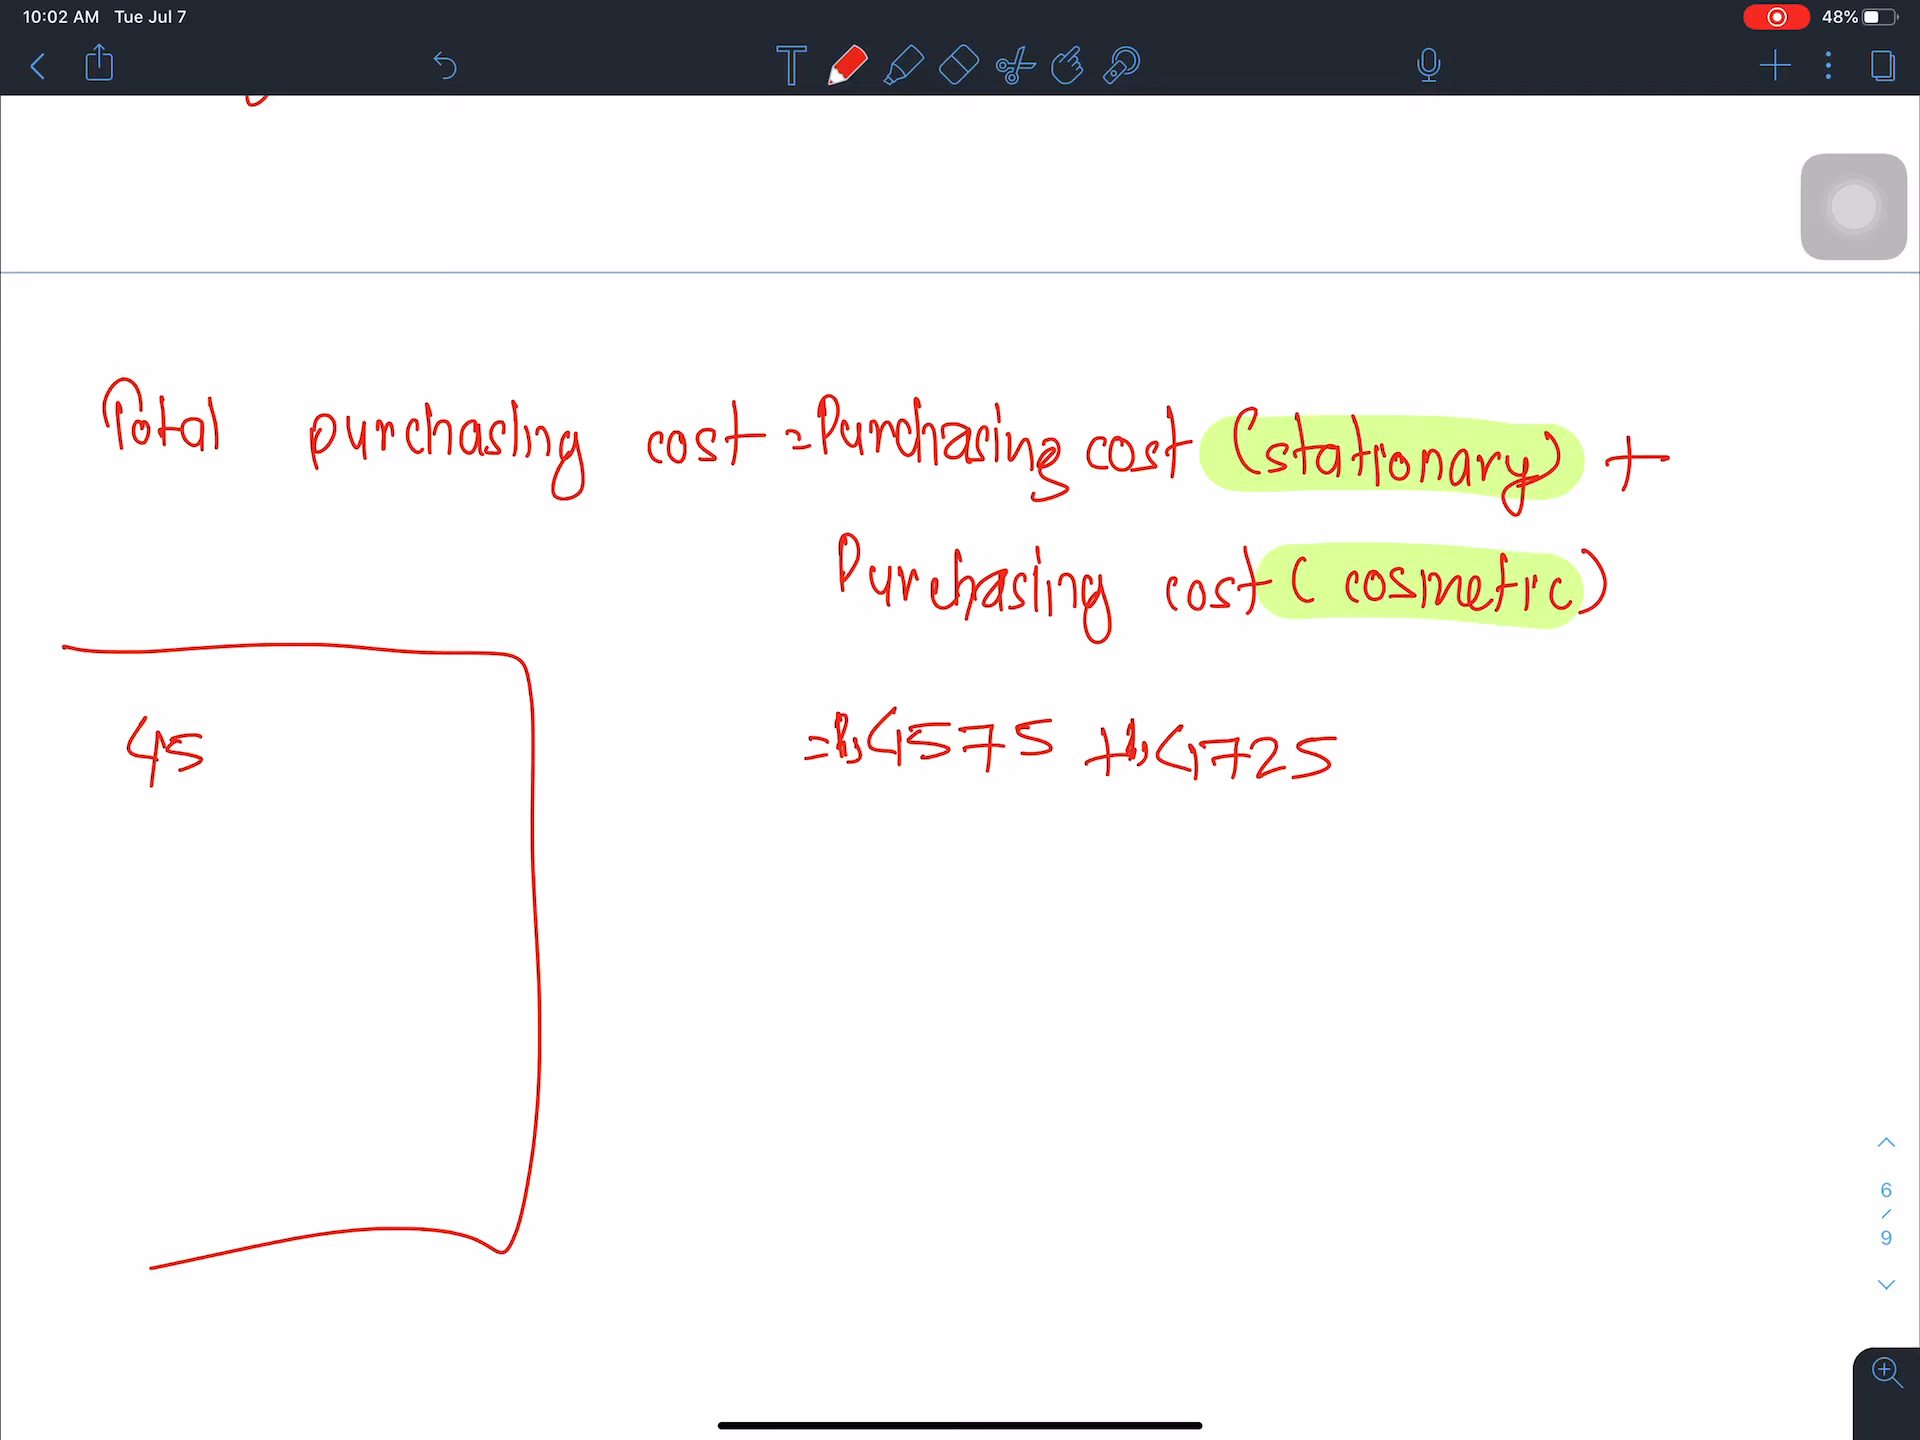 10:02 AM Tue Jul 7
48%
Total purchasing cost = Purchasing cost (stationary) +
Purchasing cost ( cosmetic)
45
= 4575 + 4725
6
/
9